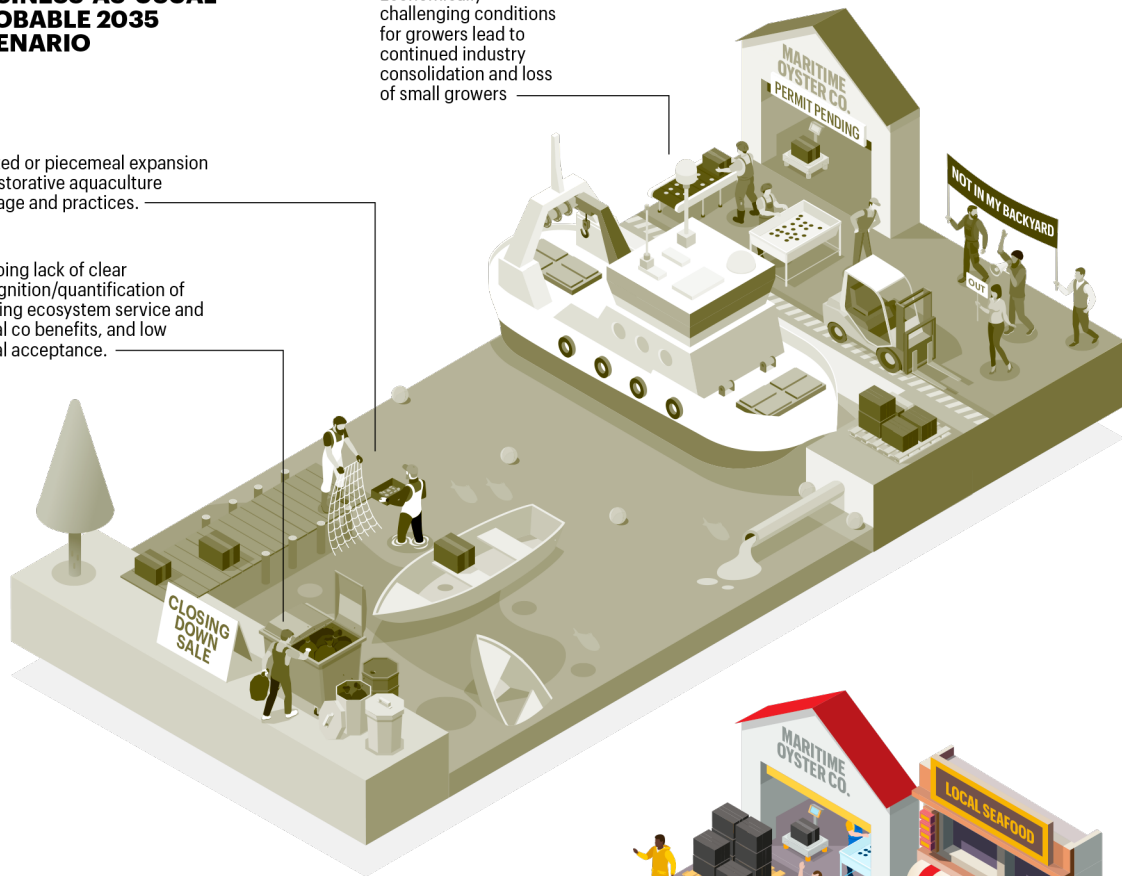 OBABLE 2035
ENARIO
challenging conditions
for growers lead to
continued industry
consolidation and loss
of small growers
ed or piecemeal expansion
storative aquaculture
age and practices.
oing lack of clear
gnition/quantification of
ing ecosystem service and
al co benefits, and low
al acceptance.
MARITIME
OYSTER CO.
PERMIT PENDING
NOT IN MY BACKYARD
OUT
CLOSING
DOWN
SALE
MARITIME
OYSTER CO.
LOCAL SEAFOOD